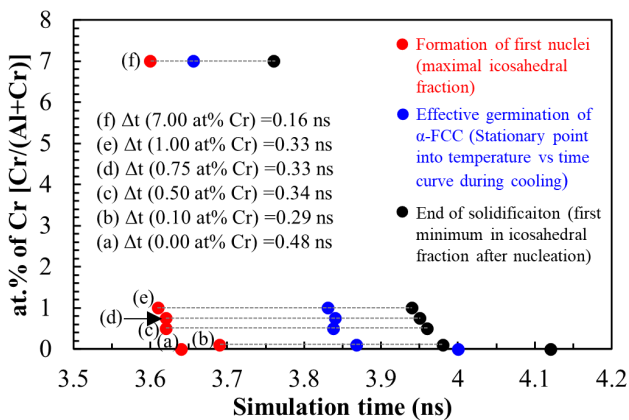 8
7
6
5
4
3
2
1
0
at.% of Cr [Cr/(Al+Cr)]
(f)
Formation of first nuclei
(maximal icosahedral
fraction)
Effective germination of
α-FCC (Stationary point
into temperature vs time
curve during cooling)
End of solidificaiton (first
minimum in icosahedral
fraction after nucleation)
(f) Δt (7.00 at% Cr) =0.16 ns
(e) Δt (1.00 at% Cr) =0.33 ns
(d) Δt (0.75 at% Cr) =0.33 ns
(c) Δt (0.50 at% Cr) =0.34 ns
(b) Δt (0.10 at% Cr) =0.29 ns
(a) Δt (0.00 at% Cr) =0.48 ns
(e)
(d)
(c)
(a)
(b)
3.5 3.6 3.7 3.8 3.9 4 4.1 4.2
Simulation time (ns)